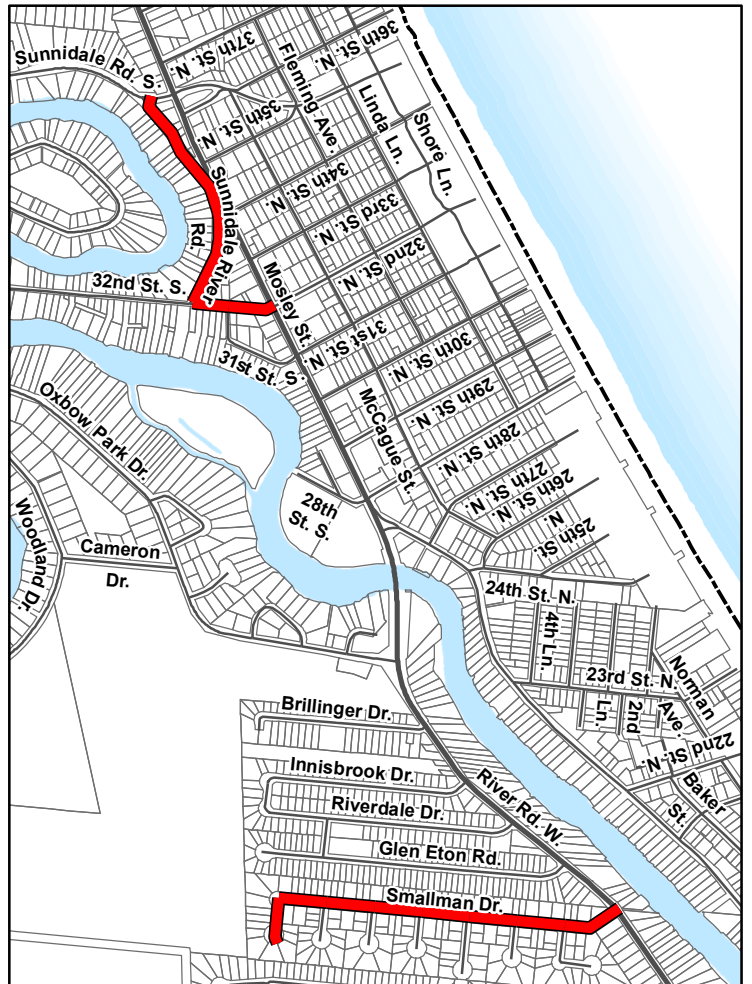 Sunnidale Rd. S.
37th St. N.
Fleming Ave.
36th St. N.
35th St. N.
Linda Ln.
Shore Ln.
34th St. N.
33rd St. N.
32nd St. N.
Sunnidale River
Rd.
32nd St. S.
Mosley St.
31st St. N.
31st St. S.
30th St. N.
29th St. N.
McCague St.
28th St. N.
27th St. N.
26th St. N.
25th St.
N.
28th
St. S.
Oxbow Park Dr.
Woodland Dr.
Cameron
Dr.
24th St. N.
4th Ln.
23rd St. N.
Norman
Ave.
2nd
Ln.
22nd St. N.
Baker
St.
Brillinger Dr.
Innisbrook Dr.
Riverdale Dr.
River Rd. W.
Glen Eton Rd.
Smallman Dr.